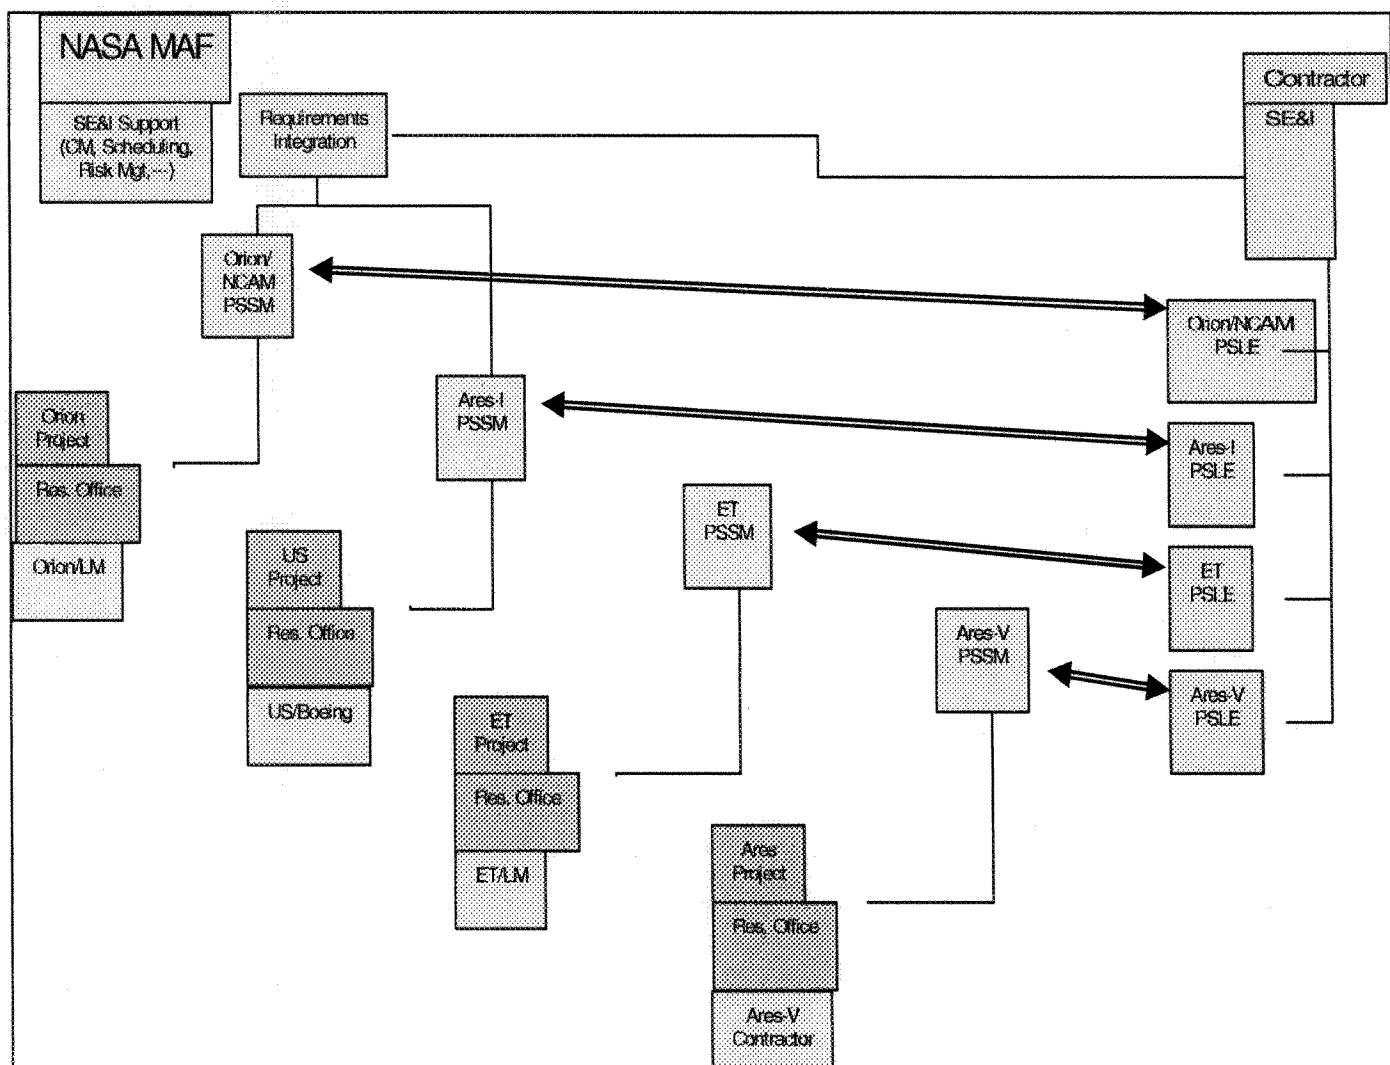 NASA MAF
SE&I Support
(CM, Scheduling,
Risk Mgt,---)
Requirements
Integration
Contractor
SE&I
Orion/
NCAM
PSSM
Orion/NCAM
PSLE
Ares-I
PSSM
Ares-I
PSLE
Orion
Project
Res. Office
Orion/LM
ET
PSSM
ET
PSLE
US
Project
Res. Office
US/Boeing
Ares-V
PSSM
Ares-V
PSLE
ET
Project
Res. Office
ET/LM
Ares
Project
Res. Office
Ares-V
Contractor